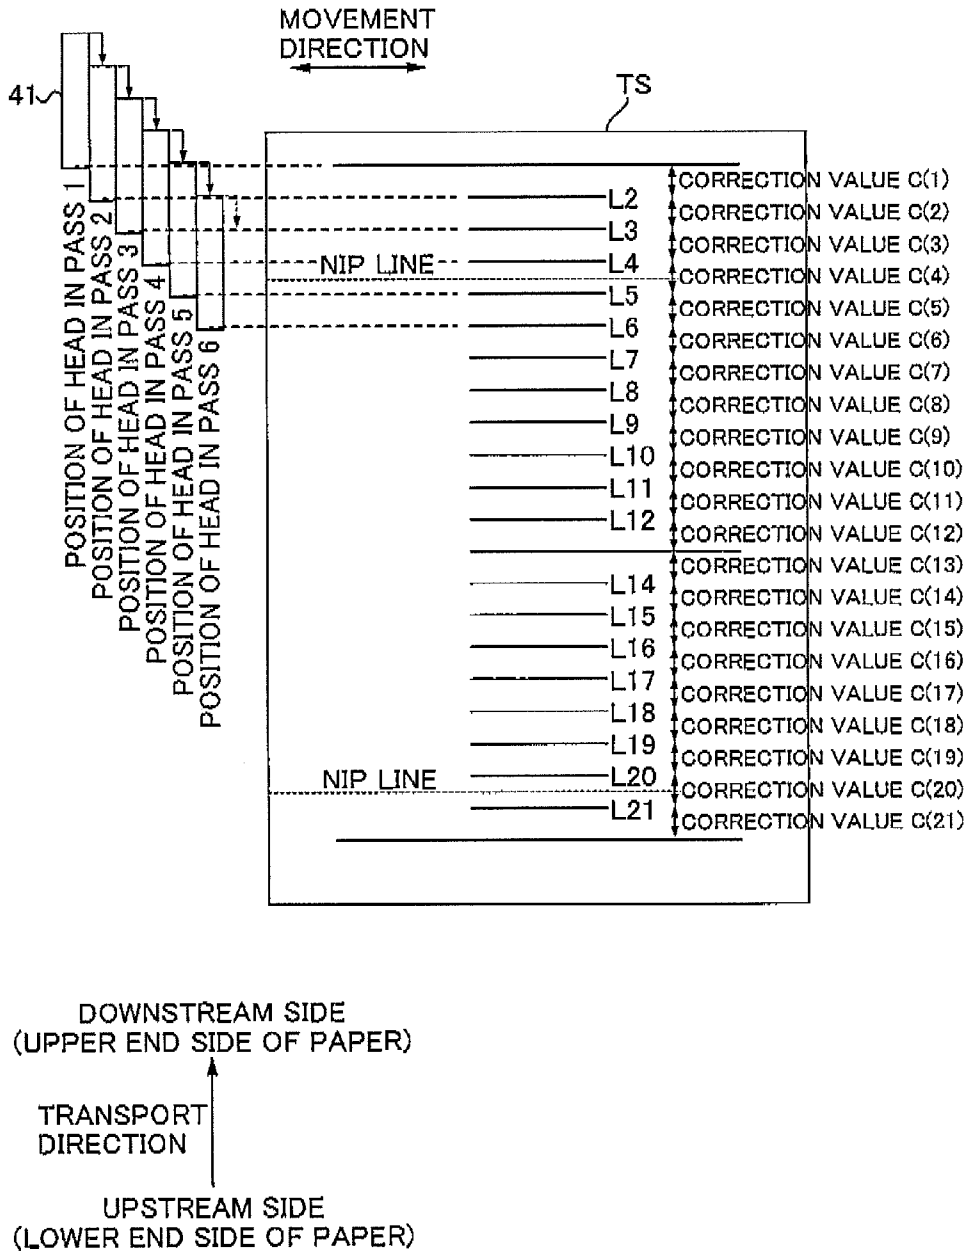 MOVEMENT
DIRECTION
41
TS
CORRECTION VALUE C(1)
L2
CORRECTION VALUE C(2)
L3
CORRECTION VALUE C(3)
NIP LINE
L4
CORRECTION VALUE C(4)
L5
CORRECTION VALUE C(5)
L6
CORRECTION VALUE C(6)
L7
CORRECTION VALUE C(7)
L8
CORRECTION VALUE C(8)
L9
CORRECTION VALUE C(9)
L10
CORRECTION VALUE C(10)
L11
CORRECTION VALUE C(11)
L12
CORRECTION VALUE C(12)
CORRECTION VALUE C(13)
L14
CORRECTION VALUE C(14)
L15
CORRECTION VALUE C(15)
L16
CORRECTION VALUE C(16)
L17
CORRECTION VALUE C(17)
L18
CORRECTION VALUE C(18)
L19
CORRECTION VALUE C(19)
NIP LINE
L20
CORRECTION VALUE C(20)
L21
CORRECTION VALUE C(21)
POSITION OF HEAD IN PASS 1
POSITION OF HEAD IN PASS 2
POSITION OF HEAD IN PASS 3
POSITION OF HEAD IN PASS 4
POSITION OF HEAD IN PASS 5
POSITION OF HEAD IN PASS 6
DOWNSTREAM SIDE
(UPPER END SIDE OF PAPER)
TRANSPORT
DIRECTION
UPSTREAM SIDE
(LOWER END SIDE OF PAPER)